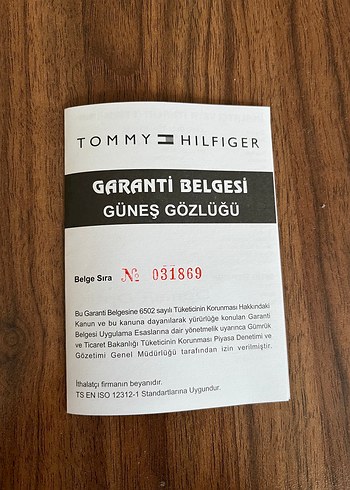 TOMMY HILFIGER
GARANTİ BELGESİ
GÜNEŞ GÖZLÜĞÜ
Belge Sıra № 031869
Bu Garanti Belgesine 6502 sayılı Tüketicinin Korunması Hakkındaki
Kanun ve bu kanuna dayanılarak yürürlüğe konulan Garanti
Belgesi Uygulama Esaslarına dair yönetmelik uyarınca Gümrük
ve Ticaret Bakanlığı Tüketicinin Korunması Piyasa Denetimi ve
Gözetimi Genel Müdürlüğü tarafından izin verilmiştir.
İthalatçı firmanın beyanıdır.
TS EN ISO 12312-1 Standartlarına Uygundur.